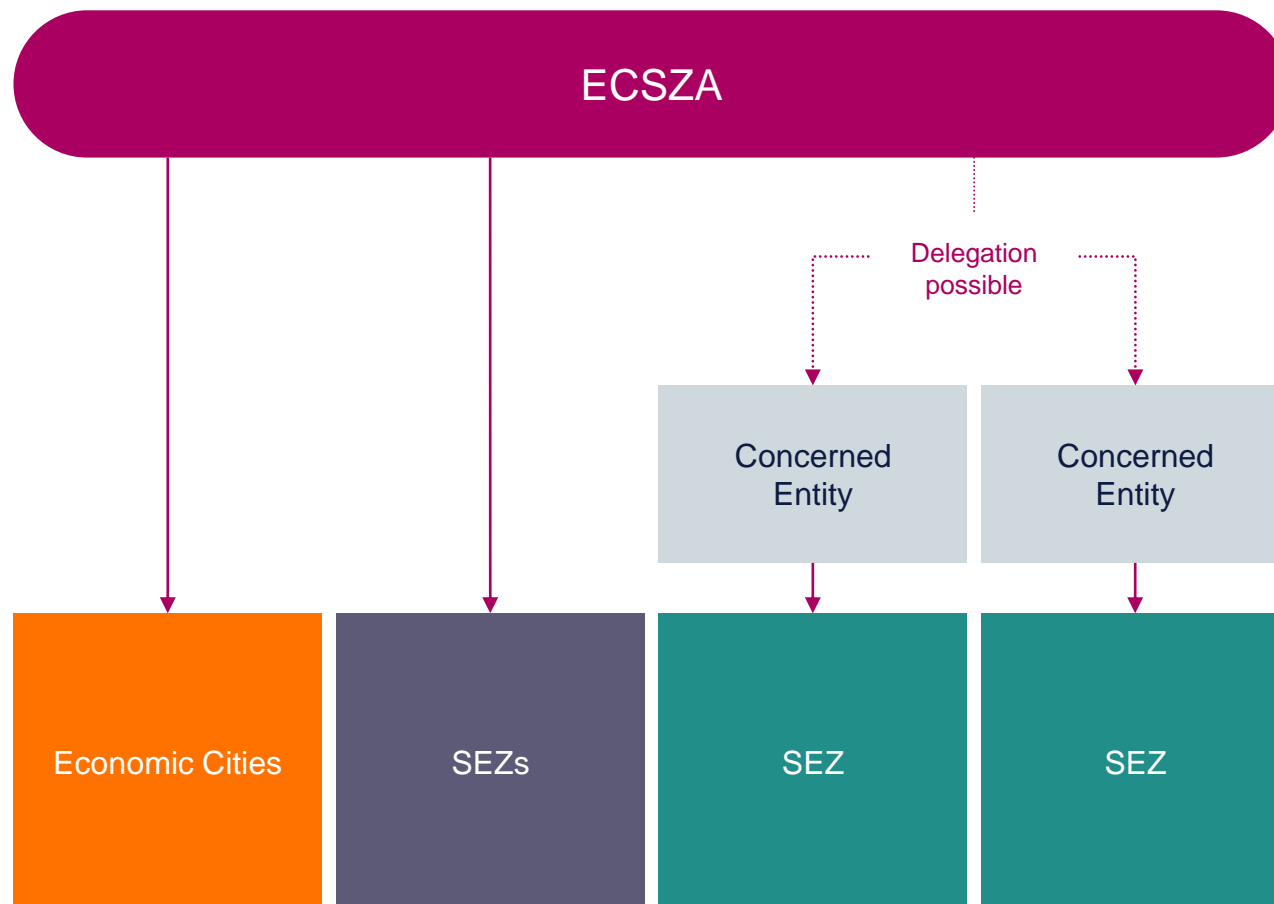 ECSZA
Delegation
possible
Concerned
Entity
Concerned
Entity
Economic Cities
SEZs
SEZ
SEZ